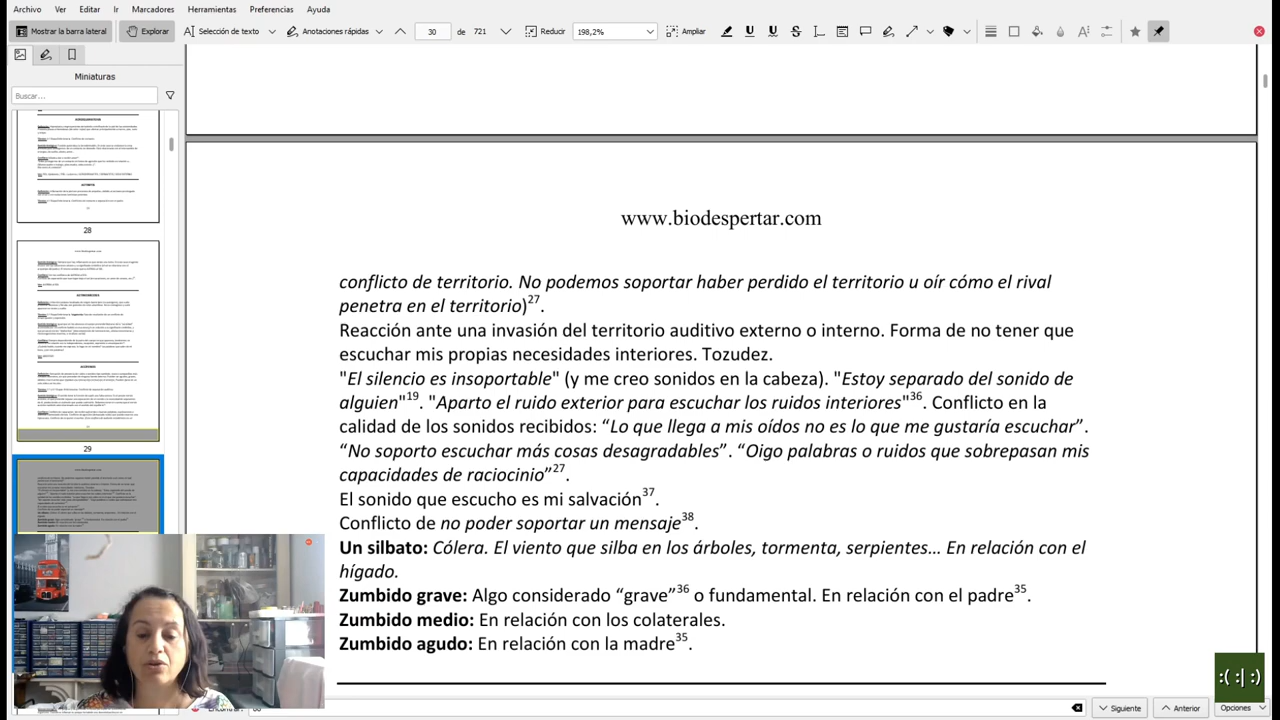 Archivo Ver Editar Ir Marcadores Herramientas Preferencias Ayuda
Mostrar la barra lateral Explorar Selección de texto Anotaciones rápidas 30 de 721 Reducir 198,2% Ampliar
Miniaturas
Buscar...
28
29
www.biodespertar.com
conflicto de territorio. No podemos soportar haber perdido el territorio u oír cómo el rival
penetra en el territorio.
Reacción ante una agresión del territorio auditivo externo o interno. Forma de no tener que
escuchar mis propias necesidades interiores. Tozudez.
"El silencio es insoportable" (y me creo sonidos en el oído). "Estoy separado del sonido de
alguien"19. "Apago el sonido exterior para escuchar los ruidos interiores"36. Conflicto en la
calidad de los sonidos recibidos: “Lo que llega a mis oídos no es lo que me gustaría escuchar”.
“No soporto escuchar más cosas desagradables”. “Oigo palabras o ruidos que sobrepasan mis
capacidades de raciocinio”27
El sonido que escucho es mi salvación37
Conflicto de no poder soportar un mensaje38.
Un silbato: Cólera. El viento que silba en los árboles, tormenta, serpientes… En relación con el
hígado.
Zumbido grave: Algo considerado “grave”36 o fundamental. En relación con el padre35.
Zumbio medio: En relación con los colaterales.
Zumbido agudo: En relación con la madre35.
Encontrar:
Siguiente Anterior Opciones
:( :| :)